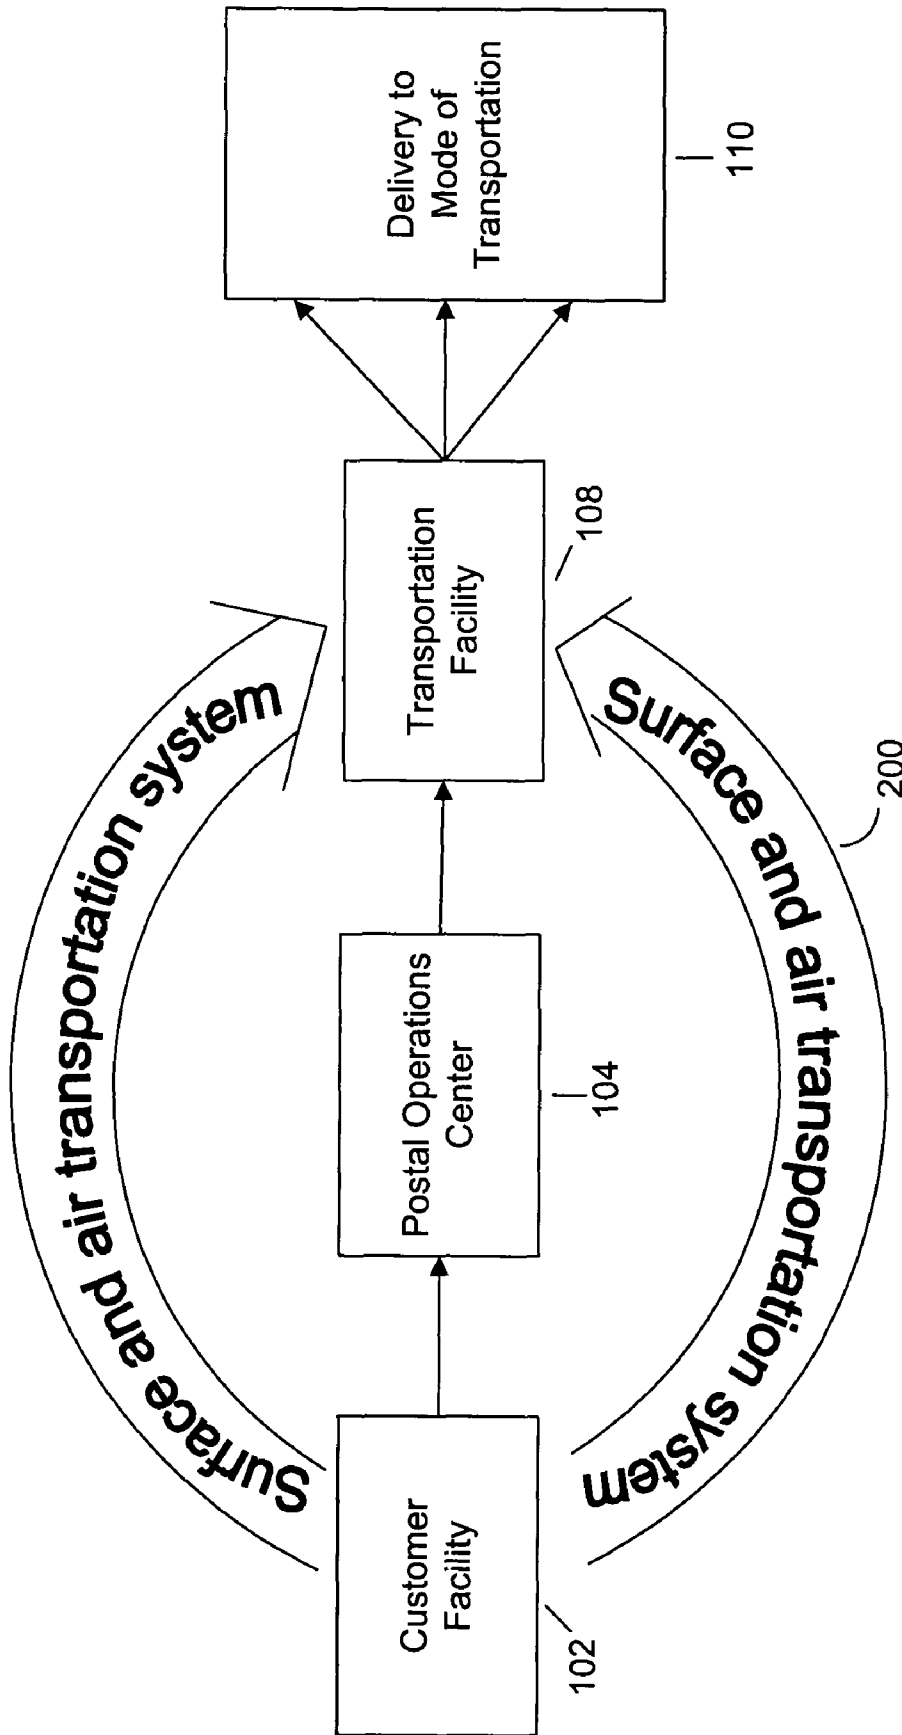 Surface and air transportation system
Customer
Facility
102
Postal Operations
Center
104
Transportation
Facility
108
Delivery to
Mode of
Transportation
110
Surface and air transportation system
200